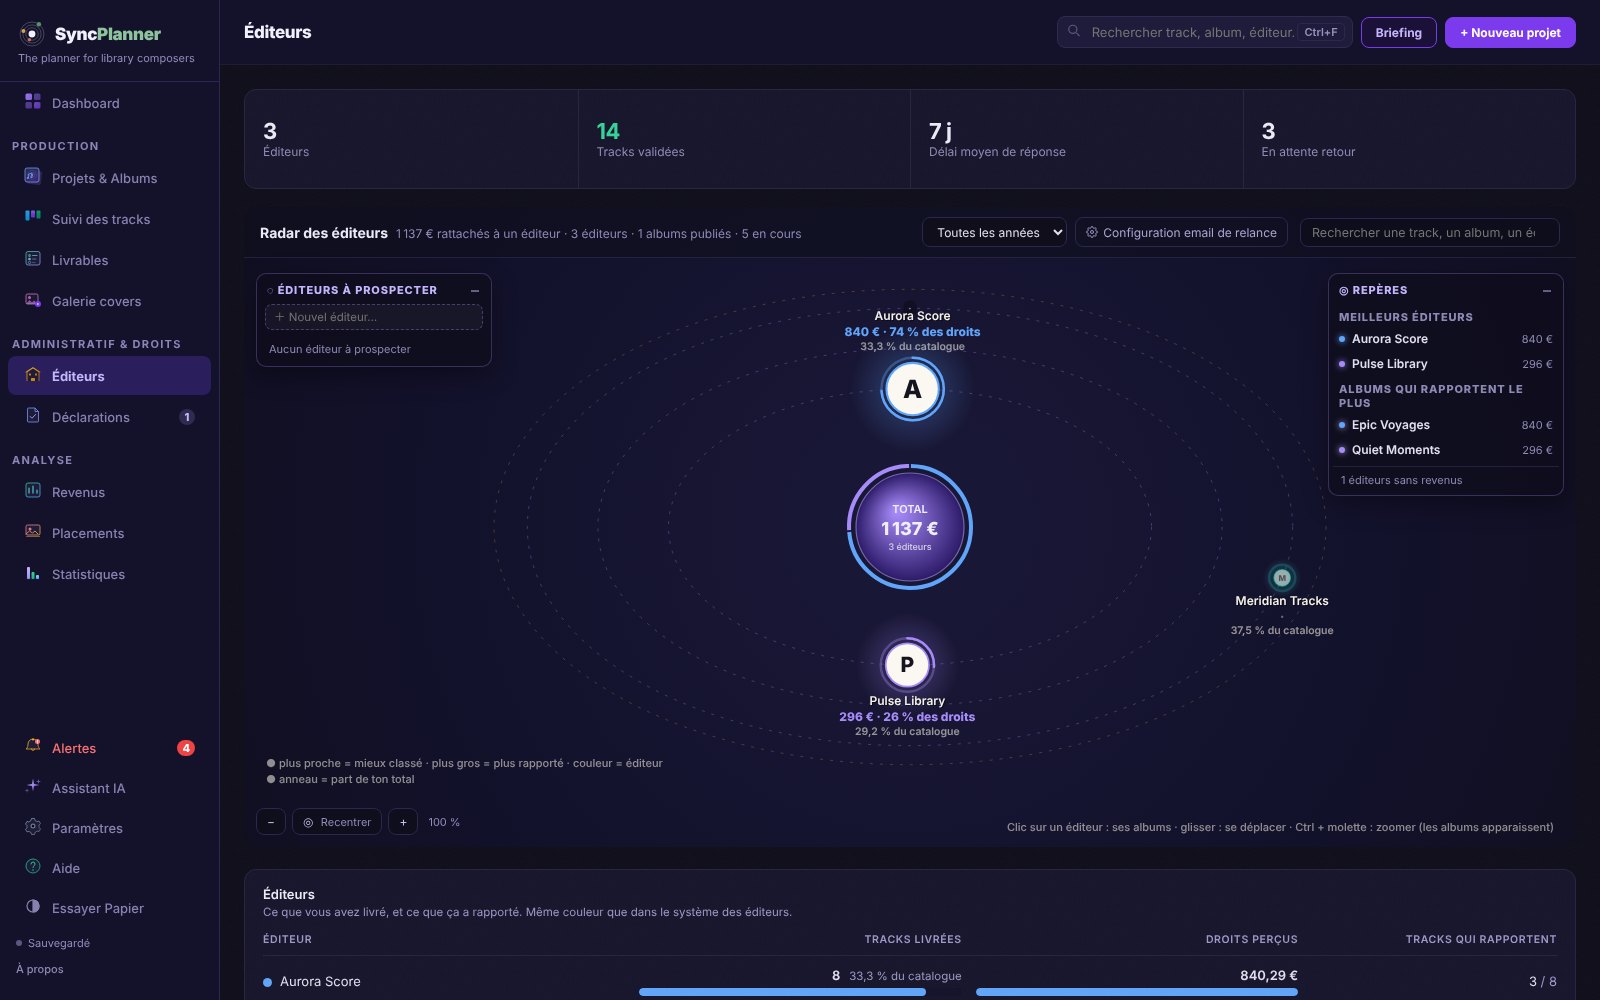 SyncPlanner
The planner for library composers
Dashboard
PRODUCTION
Projets & Albums
Suivi des tracks
Livrables
Galerie covers
ADMINISTRATIF & DROITS
Éditeurs
Déclarations 1
ANALYSE
Revenus
Placements
Statistiques
Alertes 4
Assistant IA
Paramètres
Aide
Essayer Papier
Sauvegardé
À propos
Éditeurs
Rechercher track, album, éditeur. Ctrl+F
Briefing
+ Nouveau projet
3
Éditeurs
14
Tracks validées
7 j
Délai moyen de réponse
3
En attente retour
Radar des éditeurs 1 137 € rattachés à un éditeur · 3 éditeurs · 1 albums publiés · 5 en cours
Toutes les années
Configuration email de relance
Rechercher une track, un album, un é
ÉDITEURS À PROSPECTER –
+ Nouvel éditeur...
Aucun éditeur à prospecter
Aurora Score
840 € · 74 % des droits
33,3 % du catalogue
A
TOTAL
1 137 €
3 éditeurs
P
Pulse Library
296 € · 26 % des droits
29,2 % du catalogue
M
Meridian Tracks
·
37,5 % du catalogue
◎ REPÈRES –
MEILLEURS ÉDITEURS
Aurora Score 840 €
Pulse Library 296 €
ALBUMS QUI RAPPORTENT LE
PLUS
Epic Voyages 840 €
Quiet Moments 296 €
1 éditeurs sans revenu
● plus proche = mieux classé · plus gros = plus rapporté · couleur = éditeur
● anneau = part de ton total
− ◎ Recentrer + 100 %
Clic sur un éditeur : ses albums · glisser : se déplacer · Ctrl + molette : zoomer (les albums apparaissent)
Éditeurs
Ce que vous avez livré, et ce que ça a rapporté. Même couleur que dans le système des éditeurs.
ÉDITEUR TRACKS LIVRÉES DROITS PERÇUS TRACKS QUI RAPPORTENT
Aurora Score 8 33,3 % du catalogue 840,29 € 3 / 8